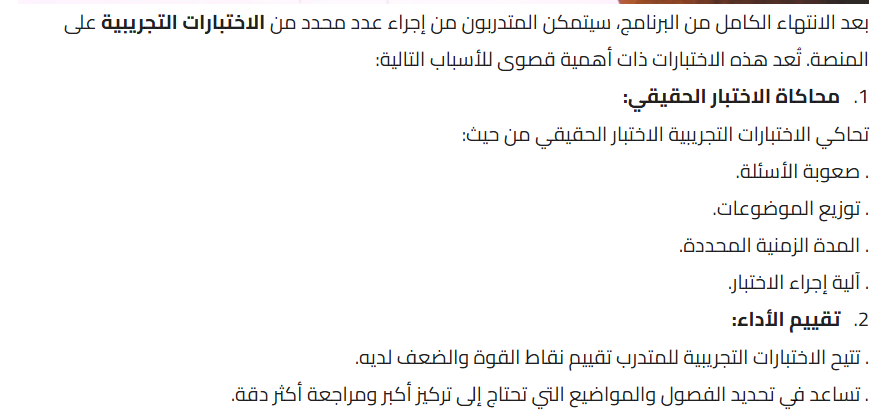 بعد الانتهاء الكامل من البرنامج، سيتمكن المتدربون من إجراء عدد محدد من الاختبارات التجريبية على
المنصة. تُعد هذه الاختبارات ذات أهمية قصوى للأسباب التالية:
1. محاكاة الاختبار الحقيقي:
تحاكي الاختبارات التجريبية الاختبار الحقيقي من حيث:
. صعوبة الأسئلة.
. توزيع الموضوعات.
. المدة الزمنية المحددة.
. آلية إجراء الاختبار.
2. تقييم الأداء:
. تتيح الاختبارات التجريبية للمتدرب تقييم نقاط القوة والضعف لديه.
. تساعد في تحديد الفصول والمواضيع التي تحتاج إلى تركيز أكبر ومراجعة أكثر دقة.